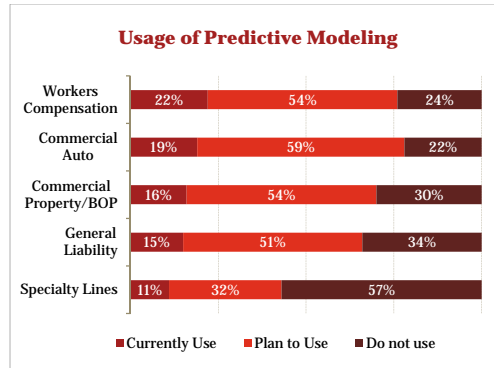 Usage of Predictive Modeling
Workers
Compensation
22% 54% 24%
Commercial
Auto
19% 59% 22%
Commercial
Property/BOP
16% 54% 30%
General
Liability
15% 51% 34%
Specialty Lines
11% 32% 57%
Currently Use Plan to Use Do not use